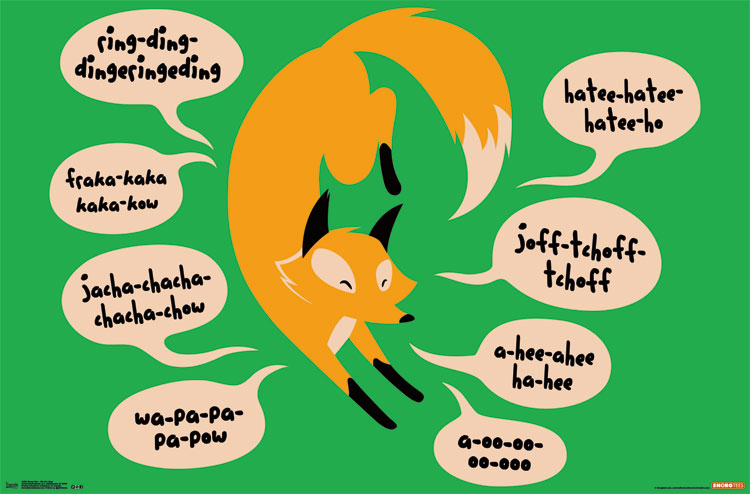 ring-ding-
dingeringeding
hatee-hatee-
hatee-ho
fraka-kaka
kaka-kow
joff-tchoff-
tchoff
jacha-chacha-
chacha-chow
a-hee-ahee
ha-hee
wa-pa-pa-
pa-pow
a-oo-oo-
oo-ooo
SNORGTEES